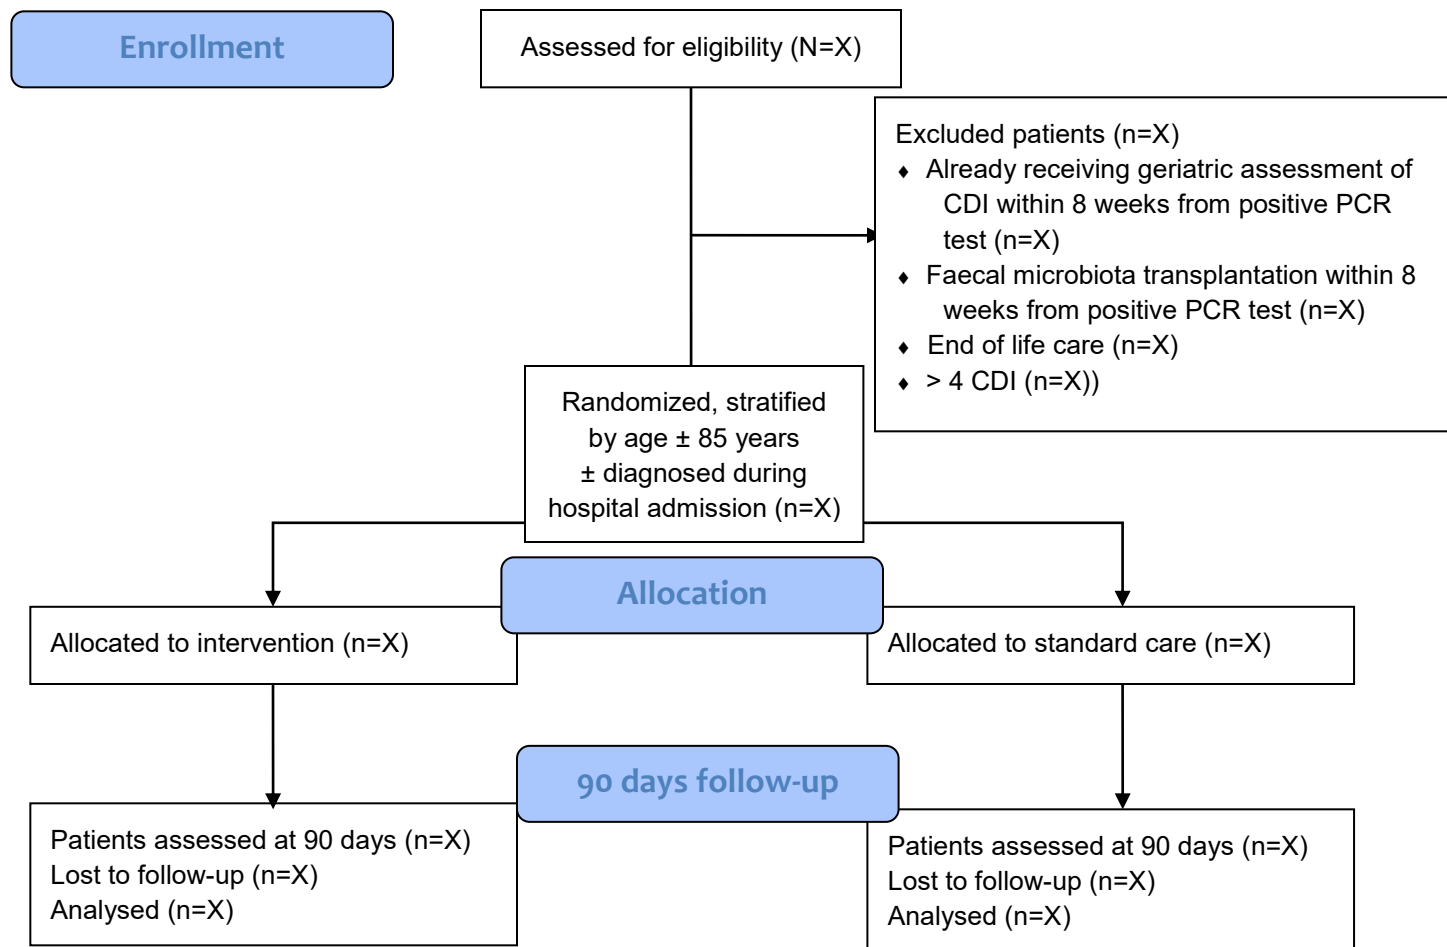 Enrollment
Assessed for eligibility (N=X)
Excluded patients (n=X)
♦ Already receiving geriatric assessment of
CDI within 8 weeks from positive PCR
test (n=X)
♦ Faecal microbiota transplantation within 8
weeks from positive PCR test (n=X)
♦ End of life care (n=X)
♦ > 4 CDI (n=X))
Randomized, stratified
by age ± 85 years
± diagnosed during
hospital admission (n=X)
Allocation
Allocated to intervention (n=X)
Allocated to standard care (n=X)
90 days follow-up
Patients assessed at 90 days (n=X)
Lost to follow-up (n=X)
Analysed (n=X)
Patients assessed at 90 days (n=X)
Lost to follow-up (n=X)
Analysed (n=X)